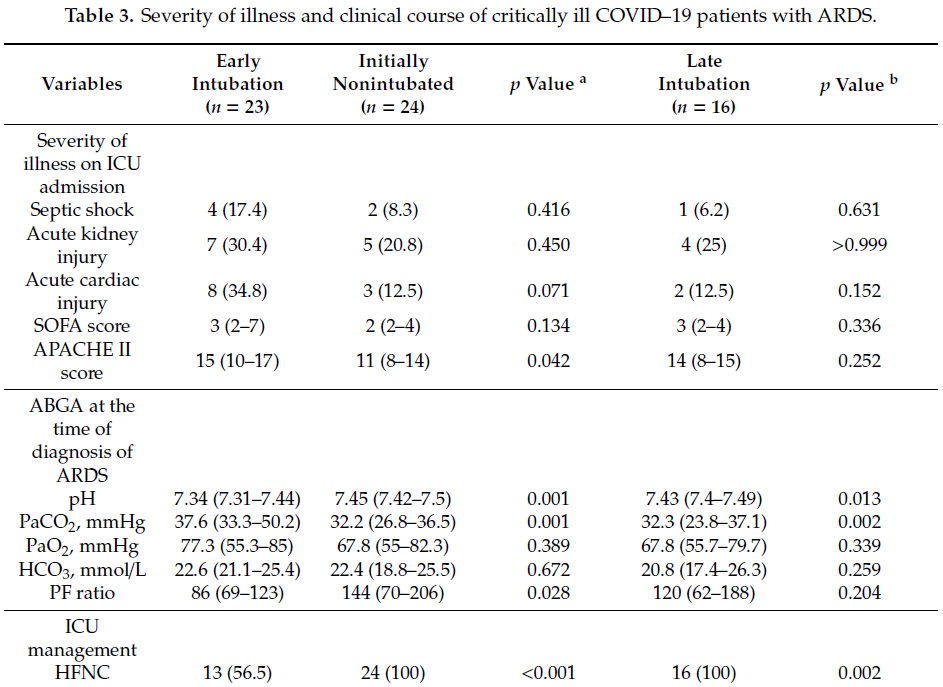 Table 3. Severity of illness and clinical course of critically ill COVID–19 patients with ARDS.
Variables Early Intubation (n = 23) Initially Nonintubated (n = 24) p Value a Late Intubation (n = 16) p Value b
Severity of
illness on ICU
admission
Septic shock 4 (17.4) 2 (8.3) 0.416 1 (6.2) 0.631
Acute kidney injury 7 (30.4) 5 (20.8) 0.450 4 (25) >0.999
Acute cardiac injury 8 (34.8) 3 (12.5) 0.071 2 (12.5) 0.152
SOFA score 3 (2–7) 2 (2–4) 0.134 3 (2–4) 0.336
APACHE II score 15 (10–17) 11 (8–14) 0.042 14 (8–15) 0.252
ABGA at the
time of
diagnosis of
ARDS
pH 7.34 (7.31–7.44) 7.45 (7.42–7.5) 0.001 7.43 (7.4–7.49) 0.013
PaCO2, mmHg 37.6 (33.3–50.2) 32.2 (26.8–36.5) 0.001 32.3 (23.8–37.1) 0.002
PaO2, mmHg 77.3 (55.3–85) 67.8 (55–82.3) 0.389 67.8 (55.7–79.7) 0.339
HCO3, mmol/L 22.6 (21.1–25.4) 22.4 (18.8–25.5) 0.672 20.8 (17.4–26.3) 0.259
PF ratio 86 (69–123) 144 (70–206) 0.028 120 (62–188) 0.204
ICU
management
HFNC 13 (56.5) 24 (100) <0.001 16 (100) 0.002